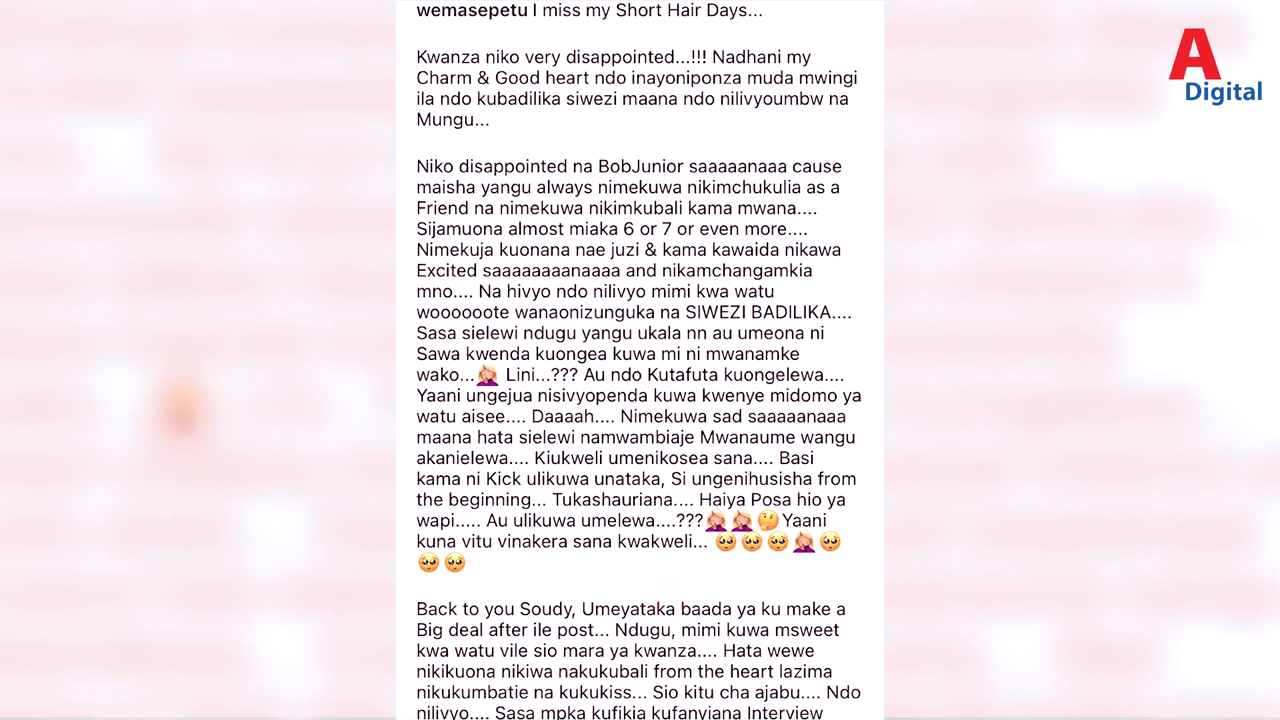 wemasepetu I miss my Short Hair Days...
Kwanza niko very disappointed...!!! Nadhani my
Charm & Good heart ndo inayoniponza muda mwingi
ila ndo kubadilika siwezi maana ndo nilivyoumbw na
Mungu...
Niko disappointed na BobJunior saaaaanaaa cause
maisha yangu always nimekuwa nikimchukulia as a
Friend na nimekuwa nikimkubali kama mwana....
Sijamuona almost miaka 6 or 7 or even more....
Nimekuja kuonana nae juzi & kama kawaida nikawa
Excited saaaaaaaanaaaa and nikamchangamkia
mno.... Na hivyo ndo nilivyo mimi kwa watu
wooooooote wanaonizunguka na SIWEZI BADILIKA....
Sasa sielewi ndugu yangu ukala nn au umeona ni
Sawa kwenda kuongea kuwa mi ni mwanamke
wako...🤦‍♀️ Lini...??? Au ndo Kutafuta kuongelewa....
Yaani ungejua nisivyopenda kuwa kwenye midomo ya
watu aisee.... Daaaah.... Nimekuwa sad saaaaanaaa
maana hata sielewi namwambiaje Mwanaume wangu
akanielewa.... Kiukweli umenikosea sana.... Basi
kama ni Kick ulikuwa unataka, Si ungenihusisha from
the beginning... Tukashauriana.... Haiya Posa hio ya
wapi..... Au ulikuwa umelewa....???🤦‍♀️🤦‍♀️🤔Yaani
kuna vitu vinakera sana kwakweli... 🥺🥺🥺🤦‍♀️🥺
🥺🥺
Back to you Soudy, Umeyataka baada ya ku make a
Big deal after ile post... Ndugu, mimi kuwa msweet
kwa watu vile sio mara ya kwanza.... Hata wewe
nikikuona nikiwa nakukubali from the heart lazima
nikukumbatie na kukukiss... Sio kitu cha ajabu.... Ndo
nilivyo.... Sasa mpka kufikia kufanyiana Interview
A
Digital